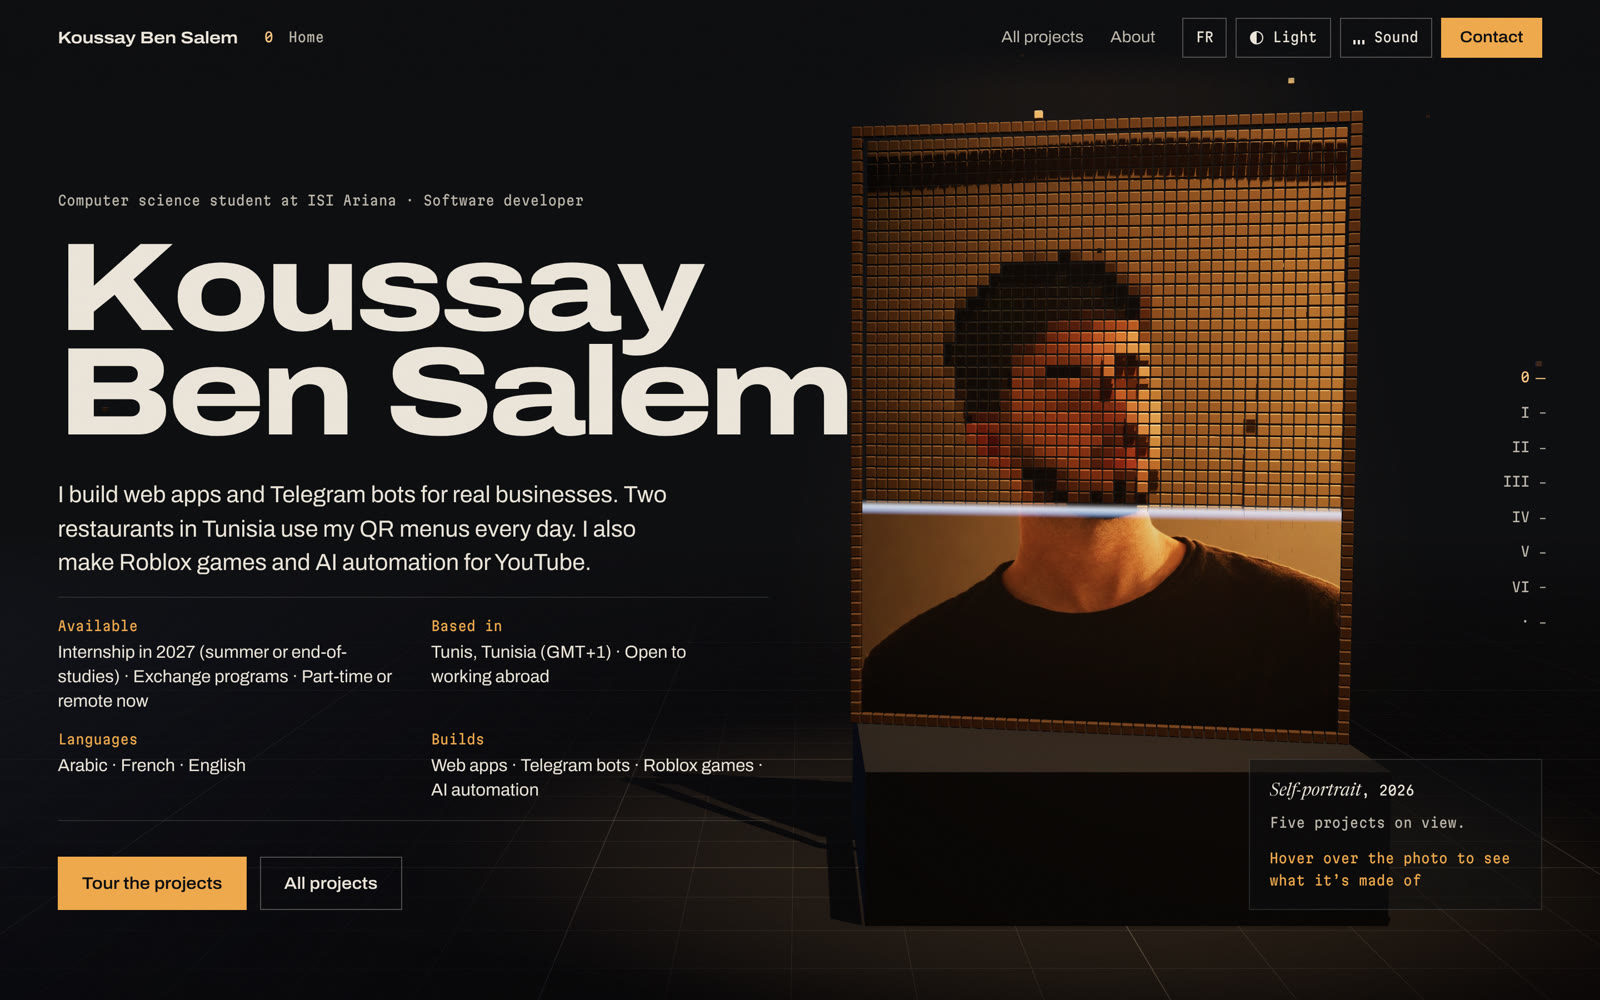 Koussay Ben Salem
0 Home
All projects
About
FR
Light
Sound
Contact
Computer science student at ISI Ariana · Software developer
Koussay
Ben Salem
I build web apps and Telegram bots for real businesses. Two
restaurants in Tunisia use my QR menus every day. I also
make Roblox games and AI automation for YouTube.
Available
Internship in 2027 (summer or end-of-
studies) · Exchange programs · Part-time or
remote now
Based in
Tunis, Tunisia (GMT+1) · Open to
working abroad
Languages
Arabic · French · English
Builds
Web apps · Telegram bots · Roblox games ·
AI automation
Tour the projects
All projects
0
I
II
III
IV
V
VI
·
Self-portrait, 2026
Five projects on view.
Hover over the photo to see
what it’s made of